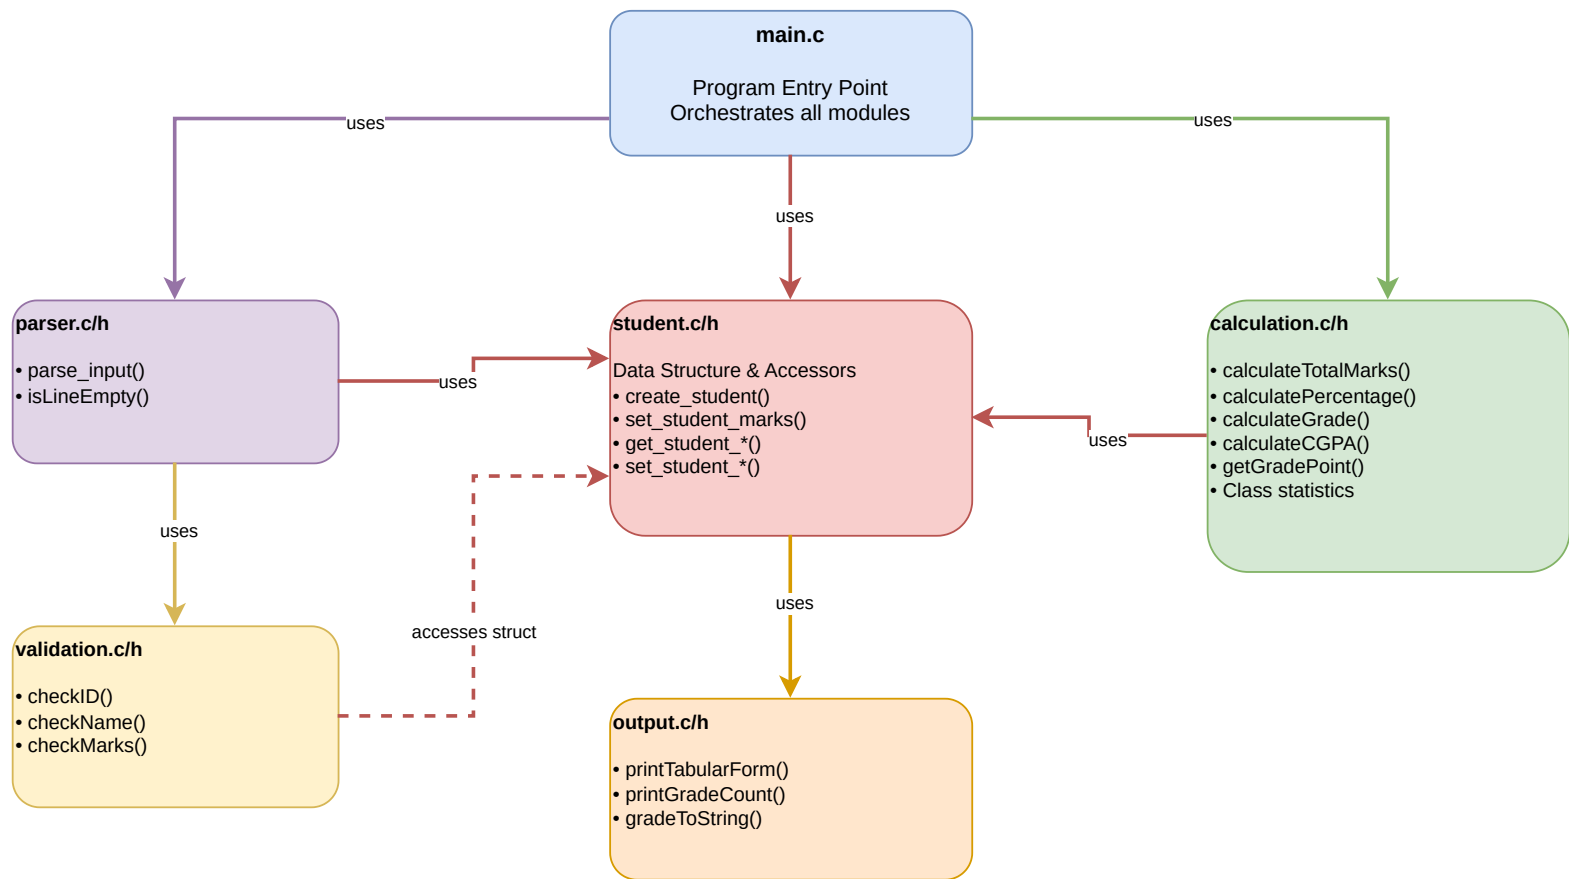 main.c
Program Entry Point
Orchestrates all modules
uses
uses
uses
parser.c/h
• parse_input()
• isLineEmpty()
uses
student.c/h
Data Structure & Accessors
• create_student()
• set_student_marks()
• get_student_*()
• set_student_*()
uses
calculation.c/h
• calculateTotalMarks()
• calculatePercentage()
• calculateGrade()
• calculateCGPA()
• getGradePoint()
• Class statistics
uses
uses
accesses struct
validation.c/h
• checkID()
• checkName()
• checkMarks()
output.c/h
• printTabularForm()
• printGradeCount()
• gradeToString()